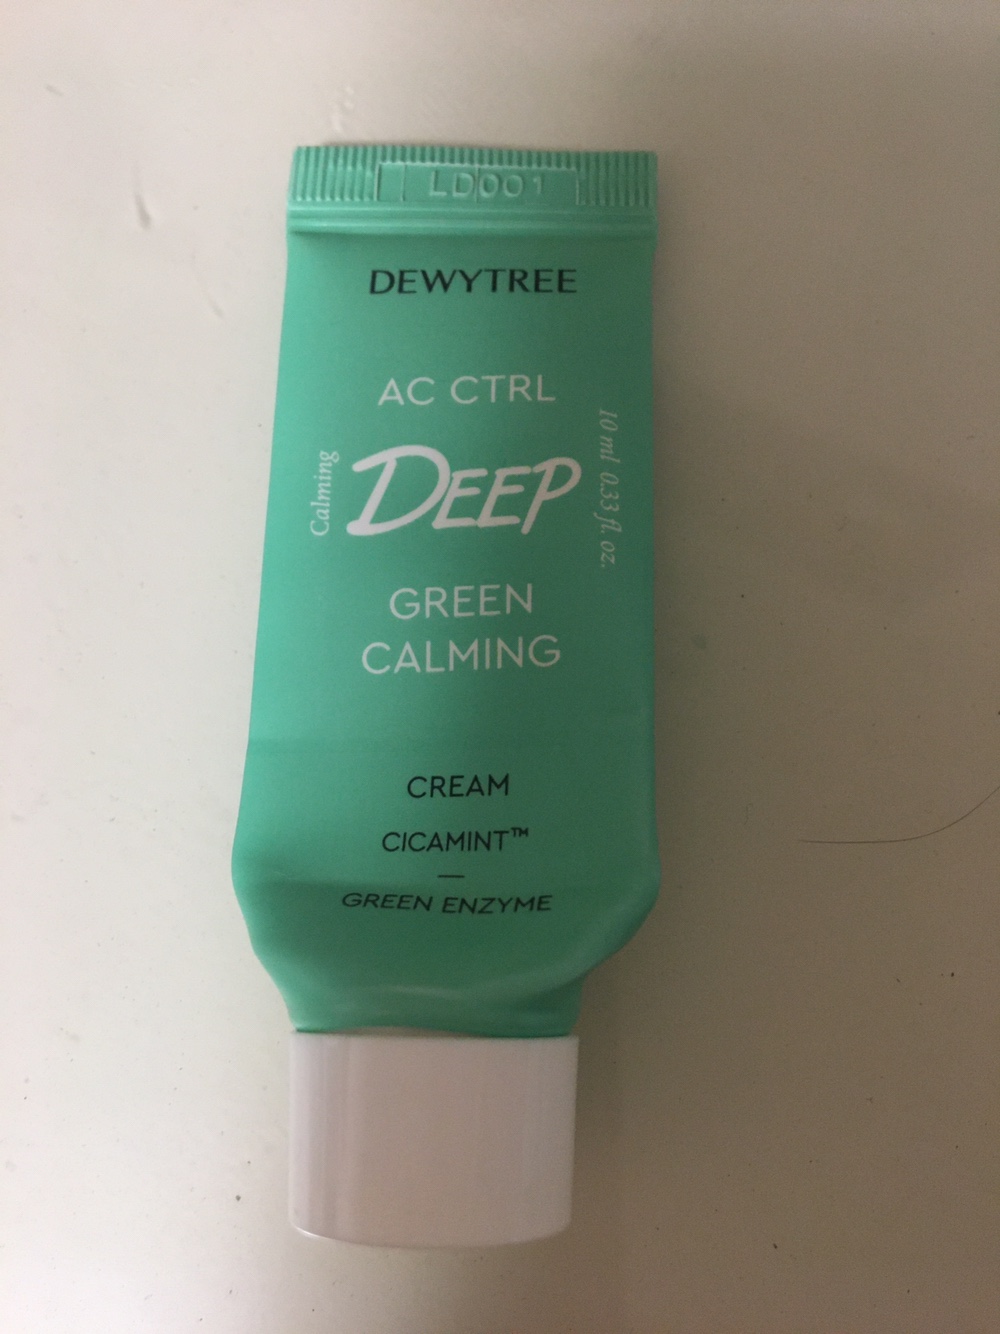 LD001
DEWYTREE
AC CTRL
Calming
DEEP
10 ml 0.33 fl. oz.
GREEN
CALMING
CREAM
CICAMINT™
—
GREEN ENZYME